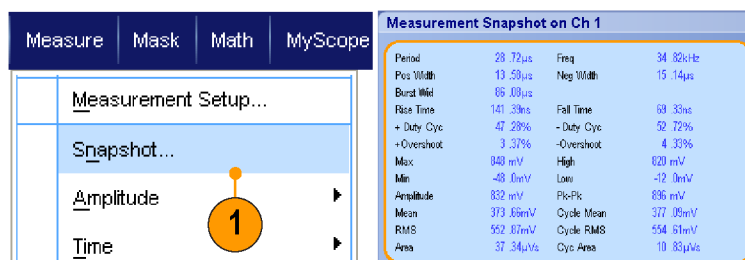 Measure Mask Math MyScope
Measurement Setup...
Snapshot...
Amplitude
1
Time
Measurement Snapshot on Ch 1
Period 28 .72µs Freq 34 .82kHz
Pos Width 13 .58µs Neg Width 15 .14µs
Burst Wid 86 .08µs
Rise Time 141 .39ns Fall Time 69 .33ns
+ Duty Cyc 47 .28% - Duty Cyc 52 .72%
+Overshoot 3 .37% -Overshoot 4 .33%
Max 848 mV High 820 mV
Min -48 .0mV Low -12 .0mV
Amplitude 832 mV Pk-Pk 896 mV
Mean 373 .66mV Cycle Mean 377 .09mV
RMS 552 .87mV Cycle RMS 554 .61mV
Area 37 .34µVs Cyc Area 10 .83µVs